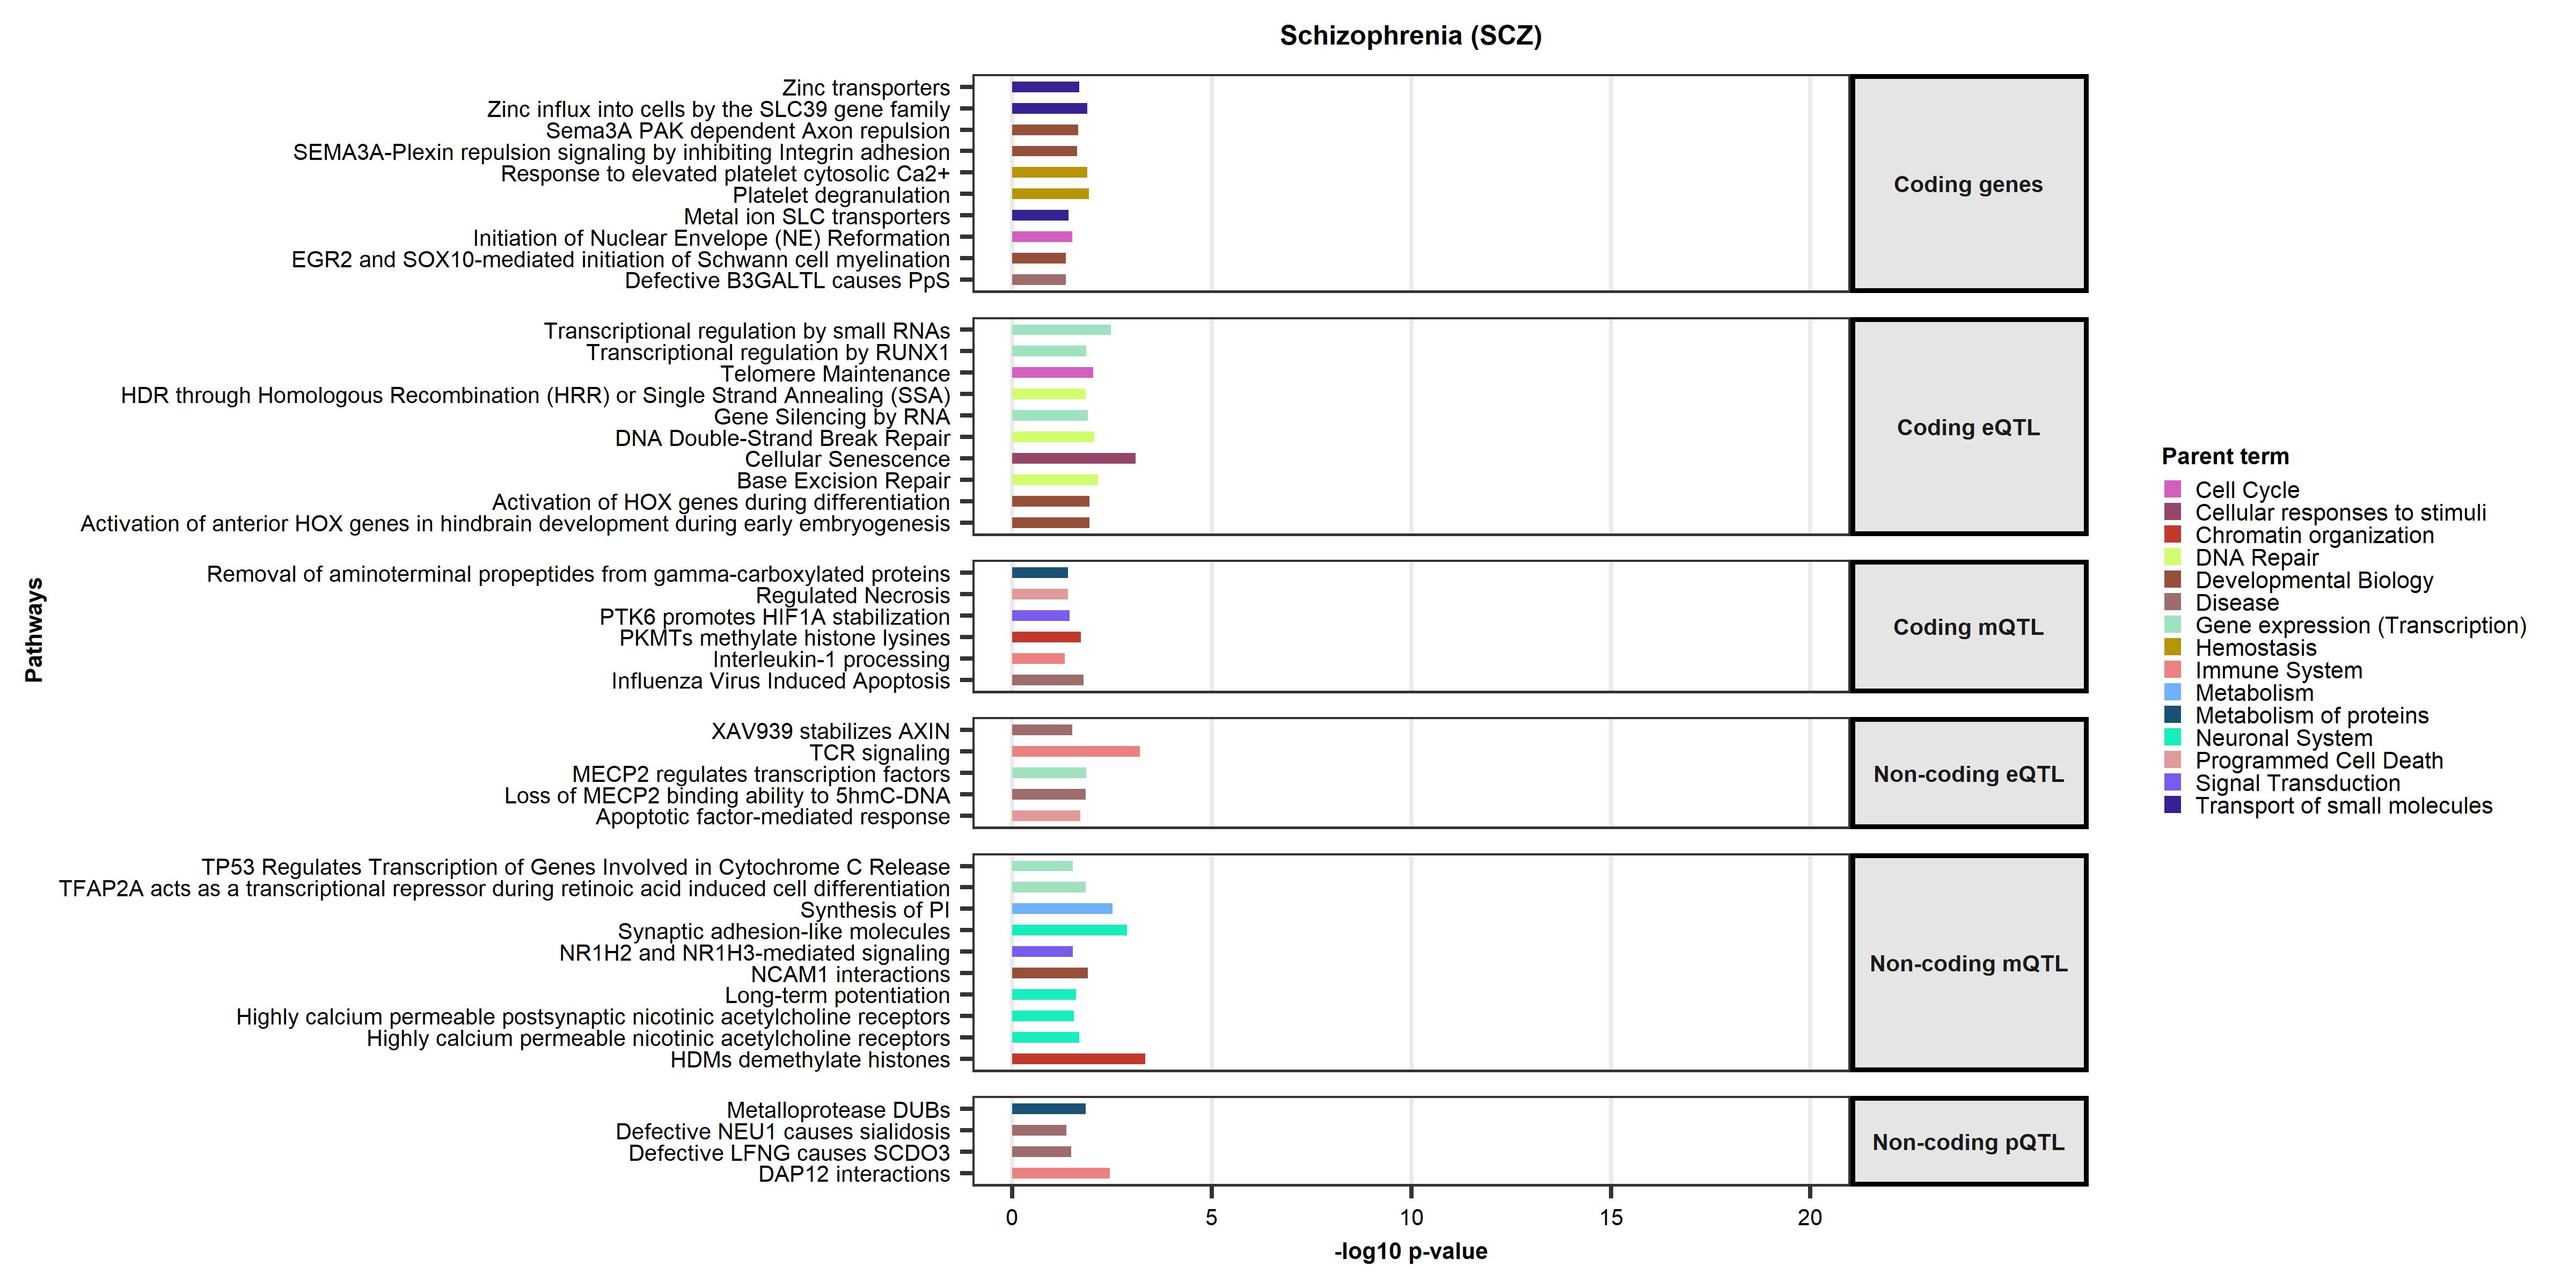 Schizophrenia (SCZ)
Zinc transporters
Zinc influx into cells by the SLC39 gene family
Sema3A PAK dependent Axon repulsion
SEMA3A-Plexin repulsion signaling by inhibiting Integrin adhesion
Response to elevated platelet cytosolic Ca2+
Platelet degranulation
Metal ion SLC transporters
Initiation of Nuclear Envelope (NE) Reformation
EGR2 and SOX10-mediated initiation of Schwann cell myelination
Defective B3GALTL causes PpS
Coding genes
Transcriptional regulation by small RNAs
Transcriptional regulation by RUNX1
Telomere Maintenance
HDR through Homologous Recombination (HRR) or Single Strand Annealing (SSA)
Gene Silencing by RNA
DNA Double-Strand Break Repair
Cellular Senescence
Base Excision Repair
Activation of HOX genes during differentiation
Activation of anterior HOX genes in hindbrain development during early embryogenesis
Coding eQTL
Removal of aminoterminal propeptides from gamma-carboxylated proteins
Regulated Necrosis
PTK6 promotes HIF1A stabilization
PKMTs methylate histone lysines
Interleukin-1 processing
Influenza Virus Induced Apoptosis
Coding mQTL
XAV939 stabilizes AXIN
TCR signaling
MECP2 regulates transcription factors
Loss of MECP2 binding ability to 5hmC-DNA
Apoptotic factor-mediated response
Non-coding eQTL
TP53 Regulates Transcription of Genes Involved in Cytochrome C Release
TFAP2A acts as a transcriptional repressor during retinoic acid induced cell differentiation
Synthesis of PI
Synaptic adhesion-like molecules
NR1H2 and NR1H3-mediated signaling
NCAM1 interactions
Long-term potentiation
Highly calcium permeable postsynaptic nicotinic acetylcholine receptors
Highly calcium permeable nicotinic acetylcholine receptors
HDMs demethylate histones
Non-coding mQTL
Metalloprotease DUBs
Defective NEU1 causes sialidosis
Defective LFNG causes SCDO3
DAP12 interactions
Non-coding pQTL
0 5 10 15 20
-log10 p-value
Pathways
Parent term
Cell Cycle
Cellular responses to stimuli
Chromatin organization
DNA Repair
Developmental Biology
Disease
Gene expression (Transcription)
Hemostasis
Immune System
Metabolism
Metabolism of proteins
Neuronal System
Programmed Cell Death
Signal Transduction
Transport of small molecules